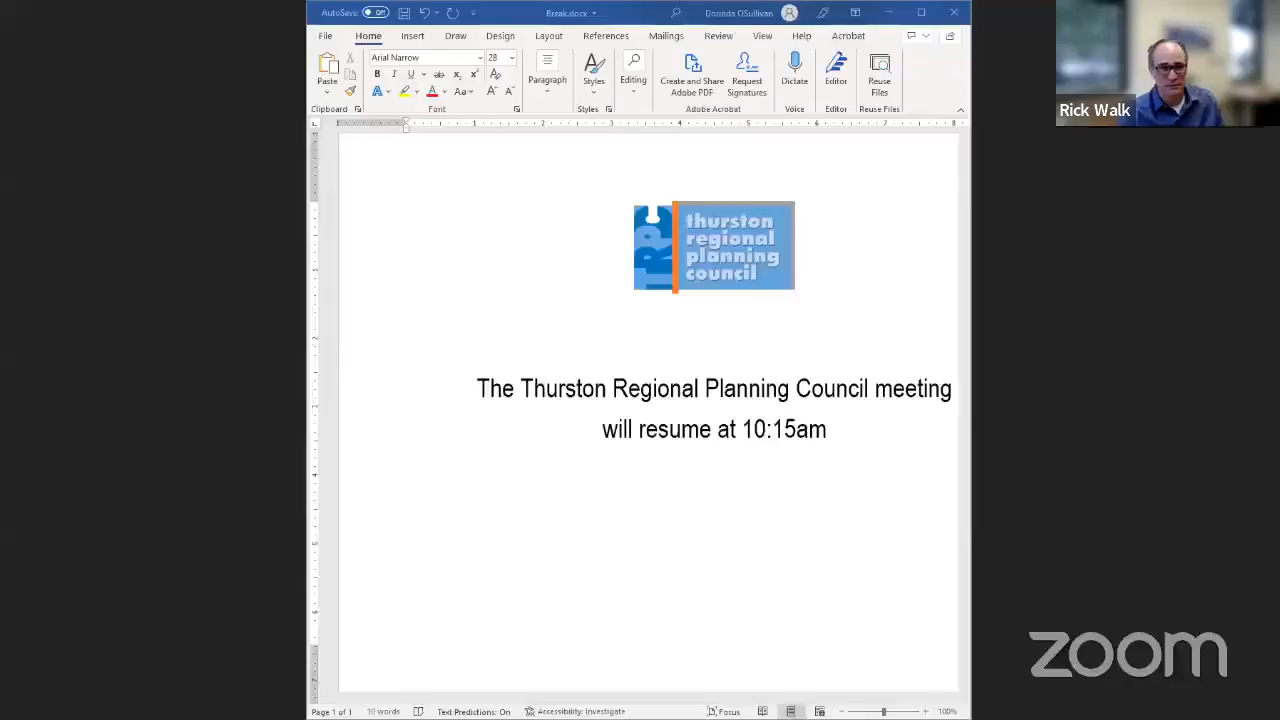 AutoSave Off Break.docx Donnda OSullivan
File Home Insert Draw Design Layout References Mailings Review View Help Acrobat
Arial Narrow 28
Paste Paragraph Styles Editing Create and Share Adobe PDF Request Signatures Dictate Editor Reuse Files
Clipboard Font Styles Adobe Acrobat Voice Editor Reuse Files
TRPC
thurston
regional
planning
council
The Thurston Regional Planning Council meeting
will resume at 10:15am
Page 1 of 1 10 words Text Predictions: On Accessibility: Investigate Focus 100%
Rick Walk
zoom